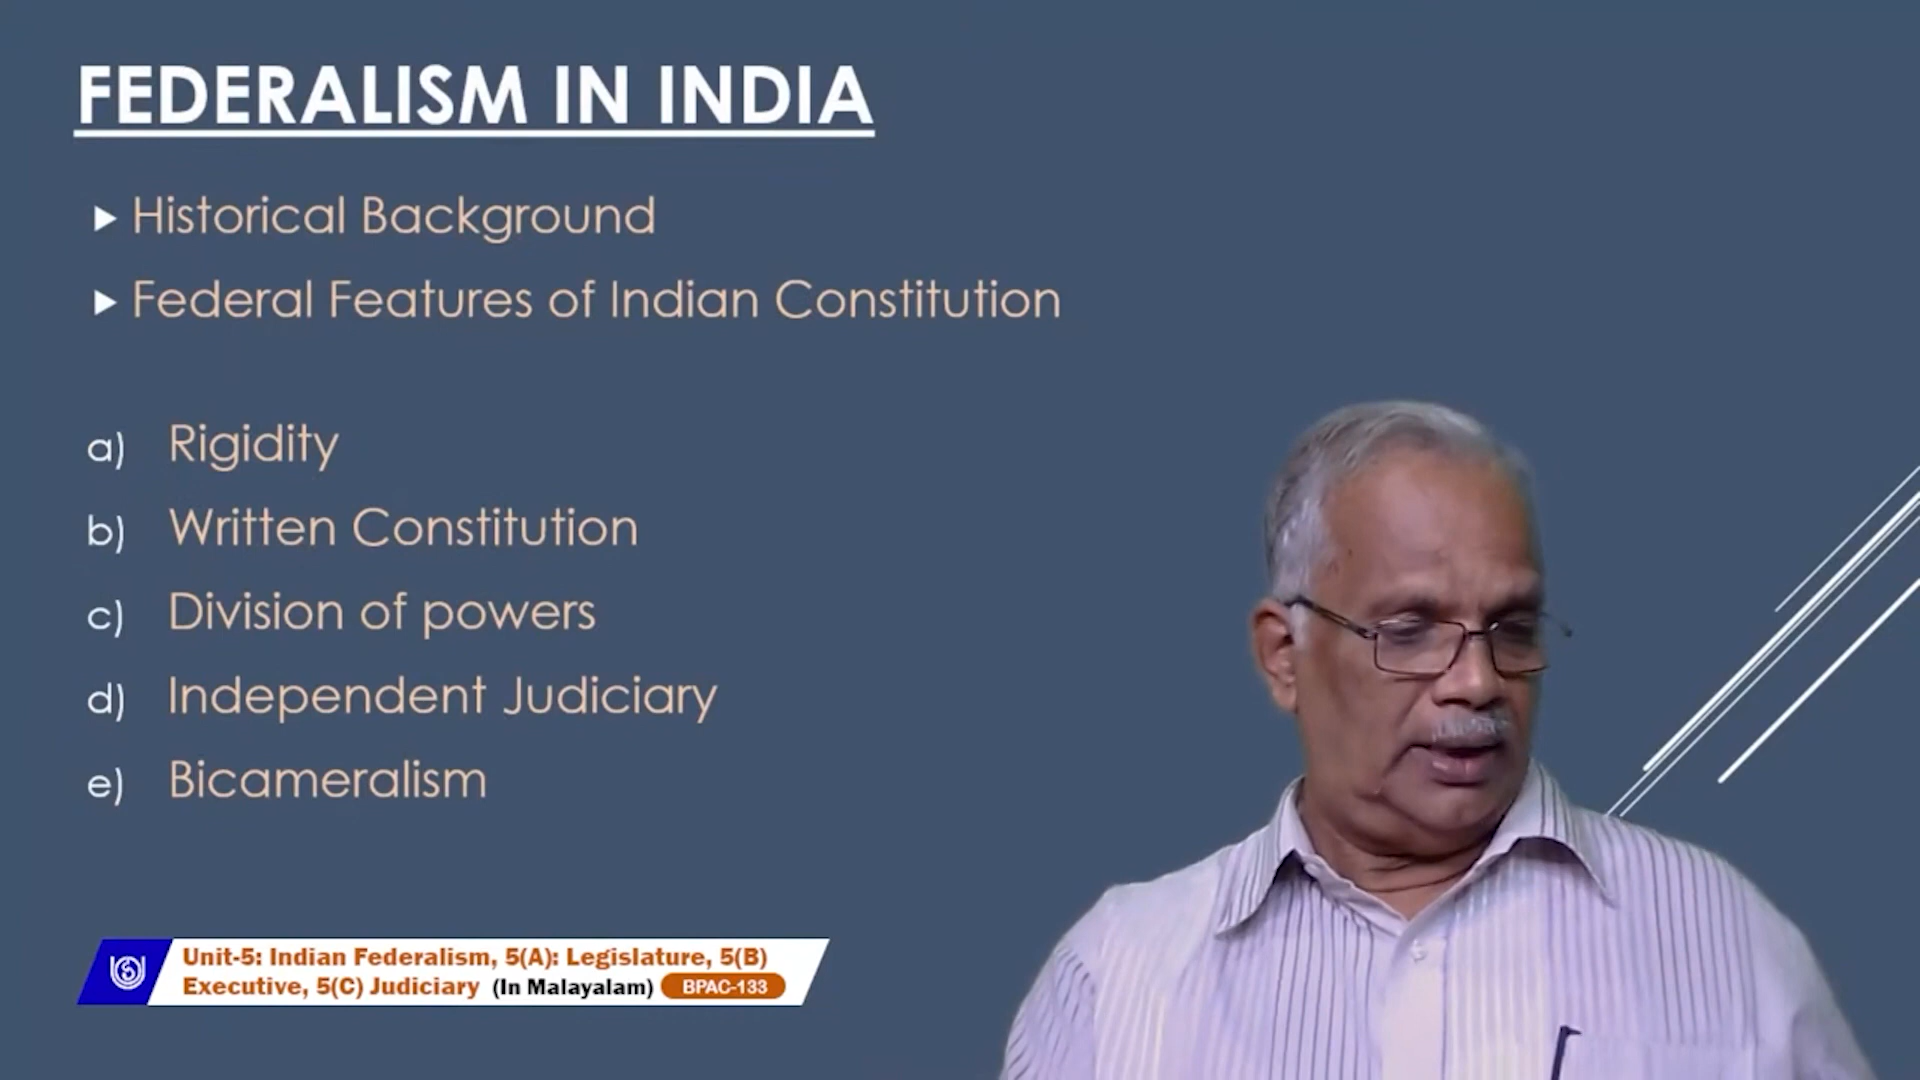 FEDERALISM IN INDIA
Historical Background
Federal Features of Indian Constitution
a) Rigidity
b) Written Constitution
c) Division of powers
d) Independent Judiciary
e) Bicameralism
Unit-5: Indian Federalism, 5(A): Legislature, 5(B)
Executive, 5(C) Judiciary (In Malayalam) BPAC-133